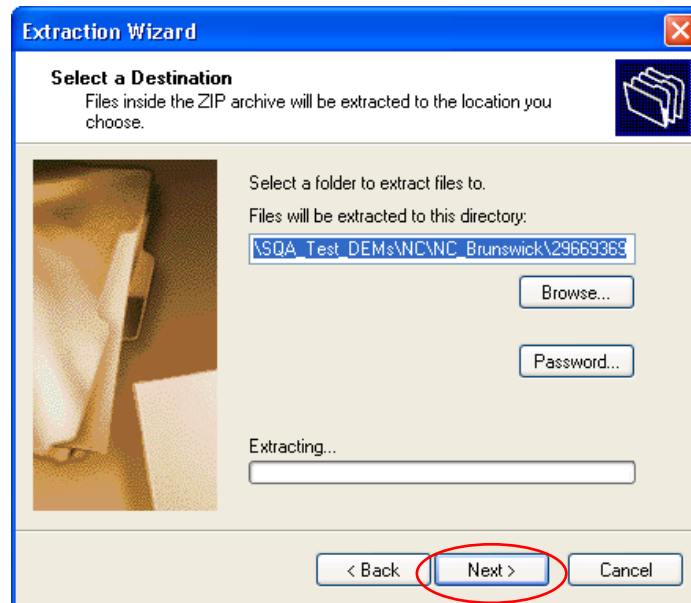 Extraction Wizard
Select a Destination
Files inside the ZIP archive will be extracted to the location you
choose.
Select a folder to extract files to.
Files will be extracted to this directory:
\SQA_Test_DEMs\NC\NC_Brunswick\29669369
Browse...
Password...
Extracting...
< Back
Next >
Cancel